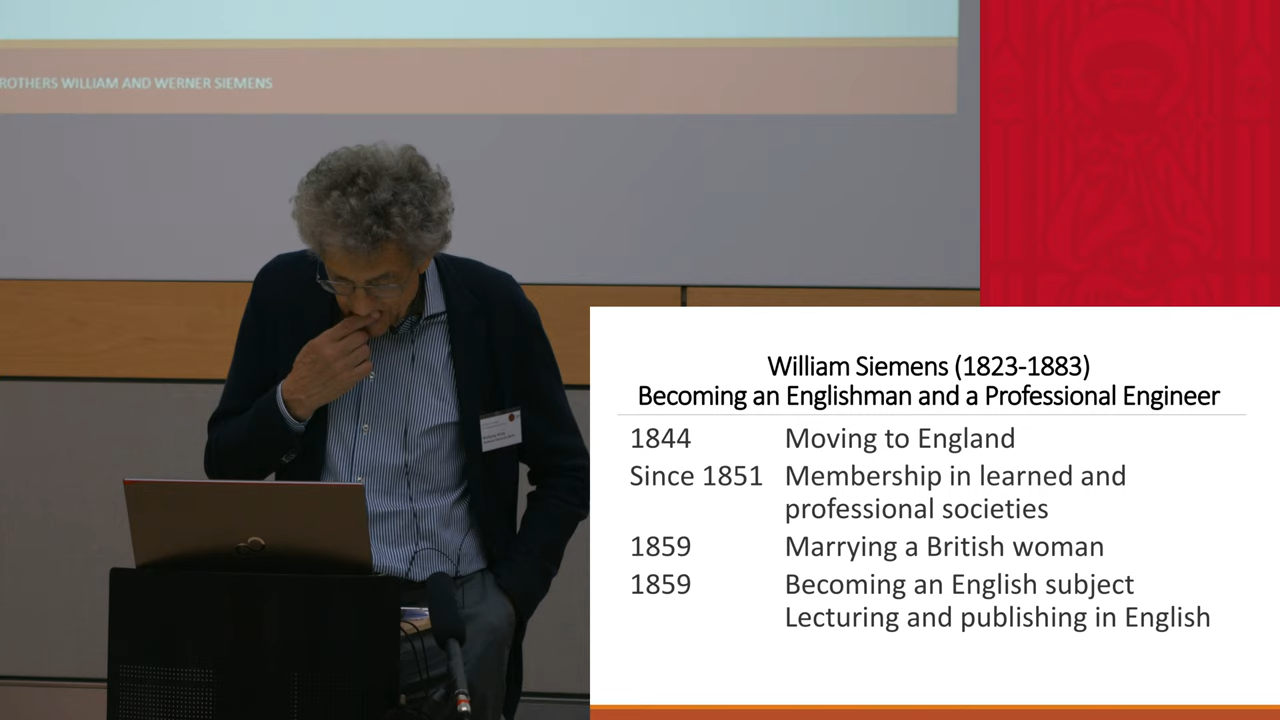 ROTHERS WILLIAM AND WERNER SIEMENS
William Siemens (1823-1883)
Becoming an Englishman and a Professional Engineer
1844 Moving to England
Since 1851 Membership in learned and
professional societies
1859 Marrying a British woman
1859 Becoming an English subject
Lecturing and publishing in English